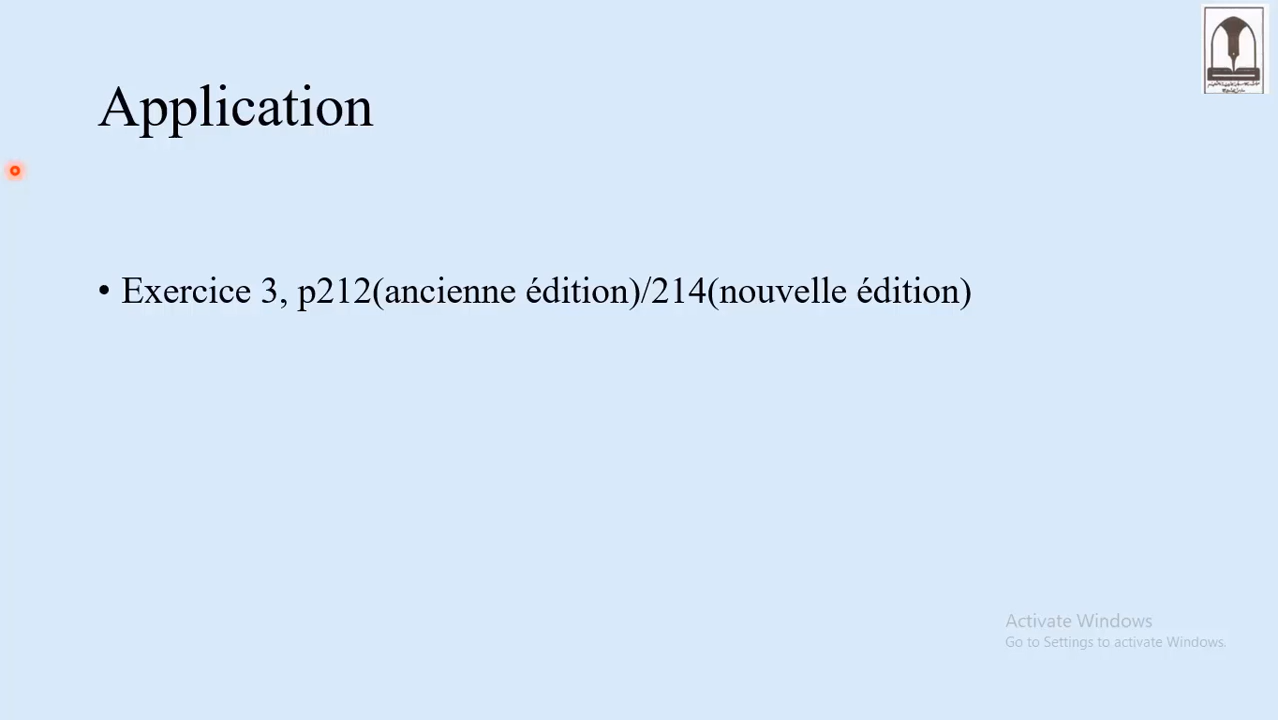 Application
• Exercice 3, p212(ancienne édition)/214(nouvelle édition)
Activate Windows
Go to Settings to activate Windows.